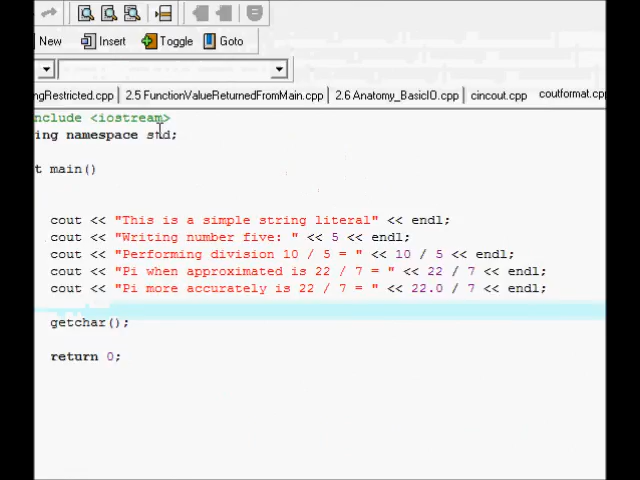 New Insert Toggle Goto
ngRestricted.cpp 2.5 FunctionValueReturnedFromMain.cpp 2.6 Anatomy_BasicIO.cpp cincout.cpp coutformat.cpp
nclude <iostream>
ing namespace std;
t main()
cout << "This is a simple string literal" << endl;
cout << "Writing number five: " << 5 << endl;
cout << "Performing division 10 / 5 = " << 10 / 5 << endl;
cout << "Pi when approximated is 22 / 7 = " << 22 / 7 << endl;
cout << "Pi more accurately is 22 / 7 = " << 22.0 / 7 << endl;
getchar();
return 0;